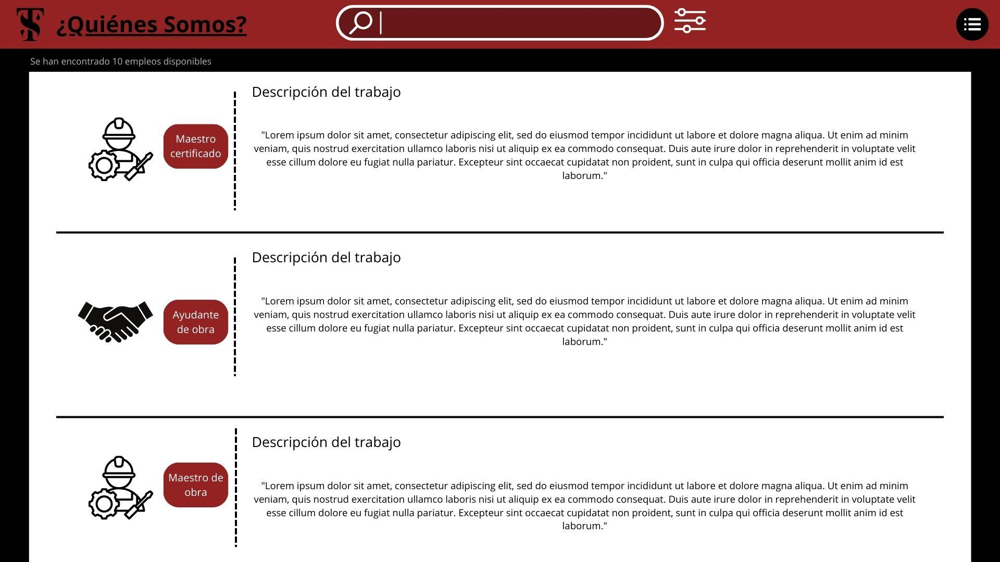 ¿Quiénes Somos?
Se han encontrado 10 empleos disponibles
Descripción del trabajo
Maestro
certificado
"Lorem ipsum dolor sit amet, consectetur adipiscing elit, sed do eiusmod tempor incididunt ut labore et dolore magna aliqua. Ut enim ad minim
veniam, quis nostrud exercitation ullamco laboris nisi ut aliquip ex ea commodo consequat. Duis aute irure dolor in reprehenderit in voluptate velit
esse cillum dolore eu fugiat nulla pariatur. Excepteur sint occaecat cupidatat non proident, sunt in culpa qui officia deserunt mollit anim id est
laborum."
Descripción del trabajo
Ayudante
de obra
"Lorem ipsum dolor sit amet, consectetur adipiscing elit, sed do eiusmod tempor incididunt ut labore et dolore magna aliqua. Ut enim ad minim
veniam, quis nostrud exercitation ullamco laboris nisi ut aliquip ex ea commodo consequat. Duis aute irure dolor in reprehenderit in voluptate velit
esse cillum dolore eu fugiat nulla pariatur. Excepteur sint occaecat cupidatat non proident, sunt in culpa qui officia deserunt mollit anim id est
laborum."
Descripción del trabajo
Maestro de
obra
"Lorem ipsum dolor sit amet, consectetur adipiscing elit, sed do eiusmod tempor incididunt ut labore et dolore magna aliqua. Ut enim ad minim
veniam, quis nostrud exercitation ullamco laboris nisi ut aliquip ex ea commodo consequat. Duis aute irure dolor in reprehenderit in voluptate velit
esse cillum dolore eu fugiat nulla pariatur. Excepteur sint occaecat cupidatat non proident, sunt in culpa qui officia deserunt mollit anim id est
laborum."